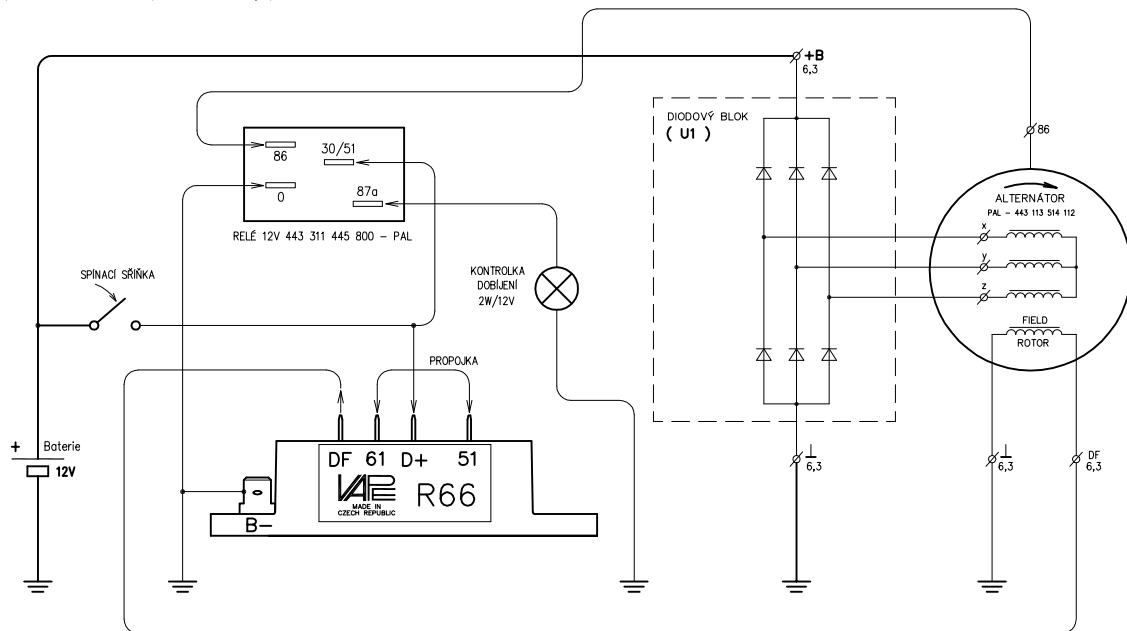 +B
6,3
DIODOVÝ BLOK
( U1 )
86
86
30/51
0
87a
RELÉ 12V 443 311 445 800 – PAL
ALTERNÁTOR
PAL – 443 113 514 112
x
y
z
FIELD
ROTOR
SPÍNACÍ SŘÍŇKA
KONTROLKA
DOBÍJENÍ
2W/12V
PROPOJKA
+ Baterie
12V
DF 61 D+ 51
VAPE
MADE IN
CZECH REPUBLIC
R66
B–
6,3
6,3
DF
6,3